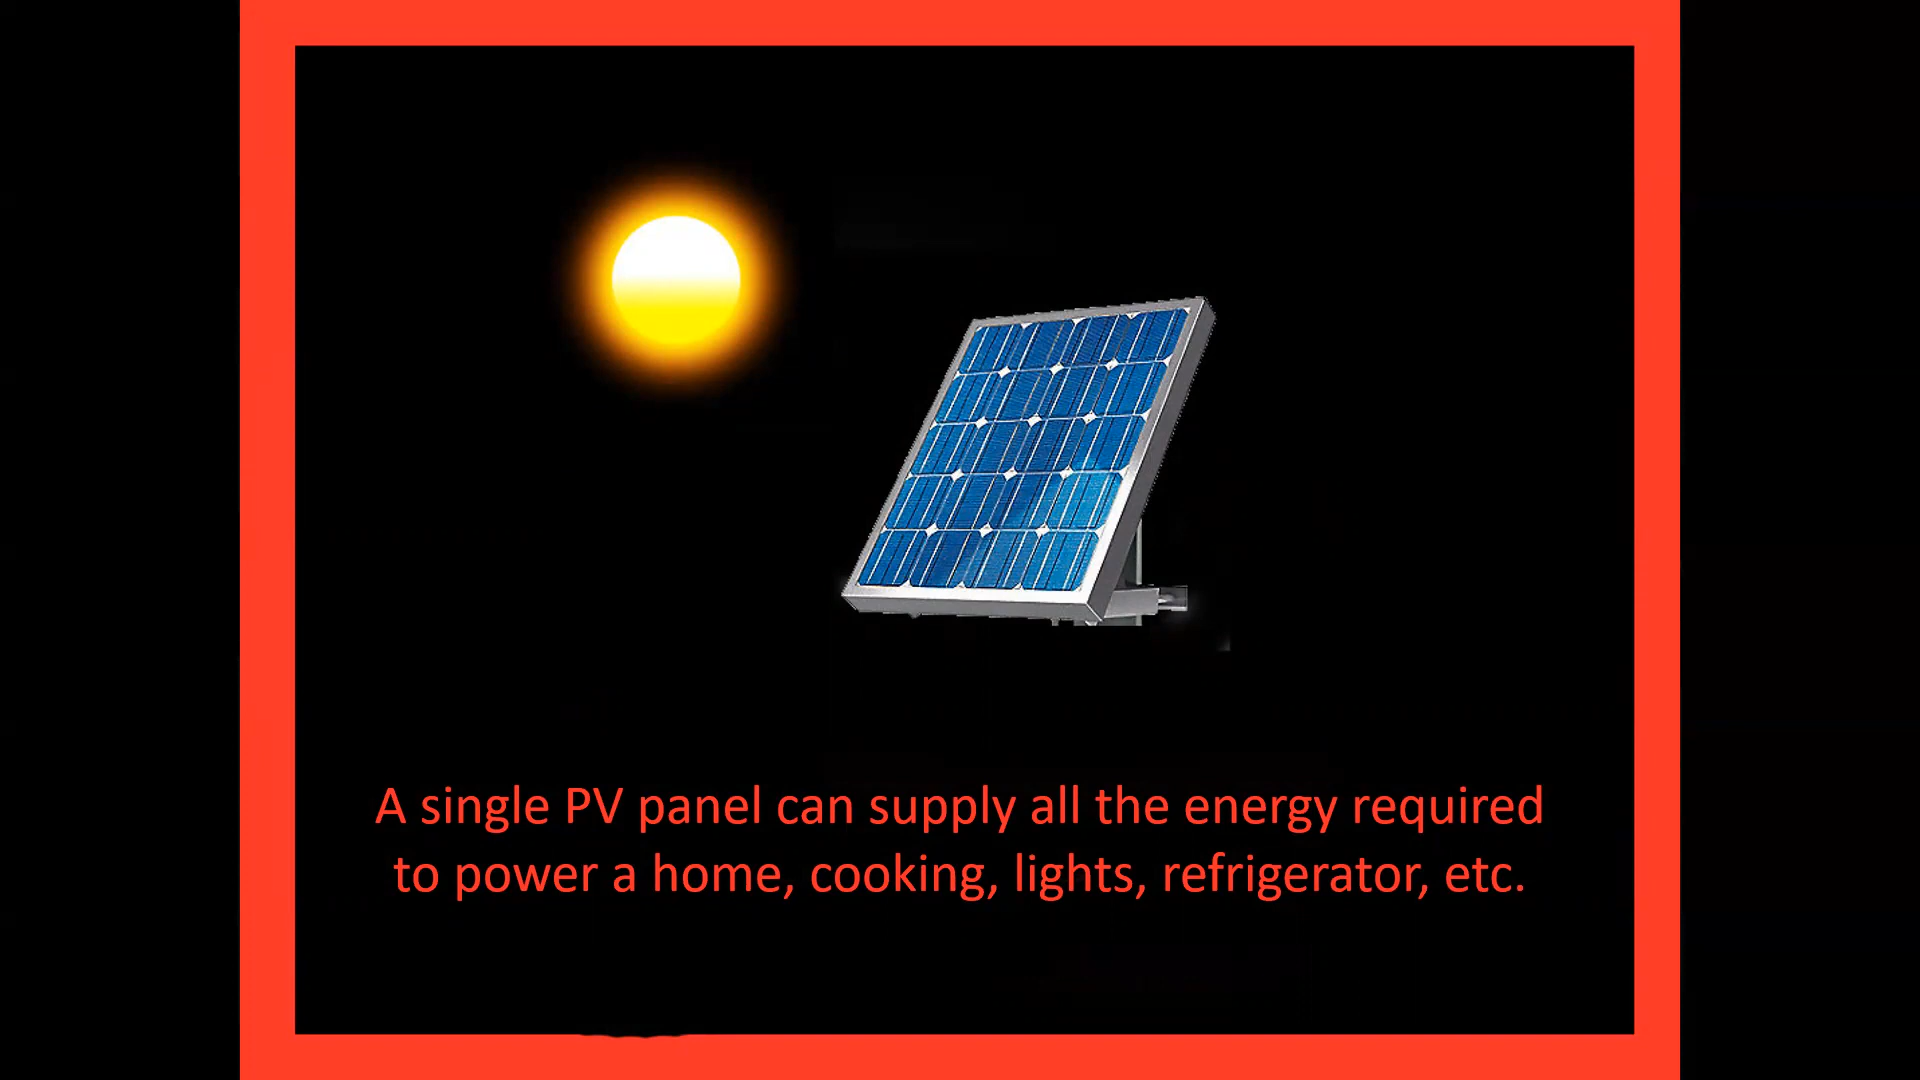 A single PV panel can supply all the energy required
to power a home, cooking, lights, refrigerator, etc.